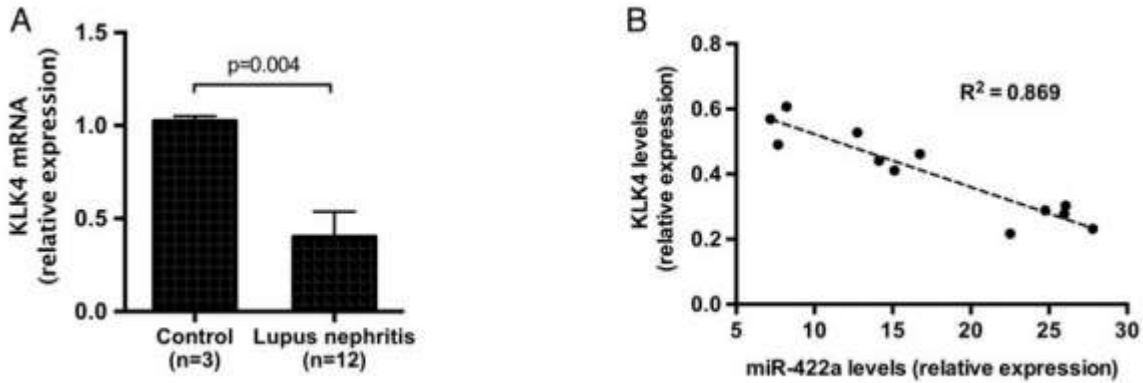 A
KLK4 mRNA
(relative expression)
1.5
1.0
0.5
0.0
p=0.004
Control
(n=3)
Lupus nephritis
(n=12)
B
KLK4 levels
(relative expression)
0.8
0.6
0.4
0.2
0.0
R² = 0.869
5 10 15 20 25 30
miR-422a levels (relative expression)